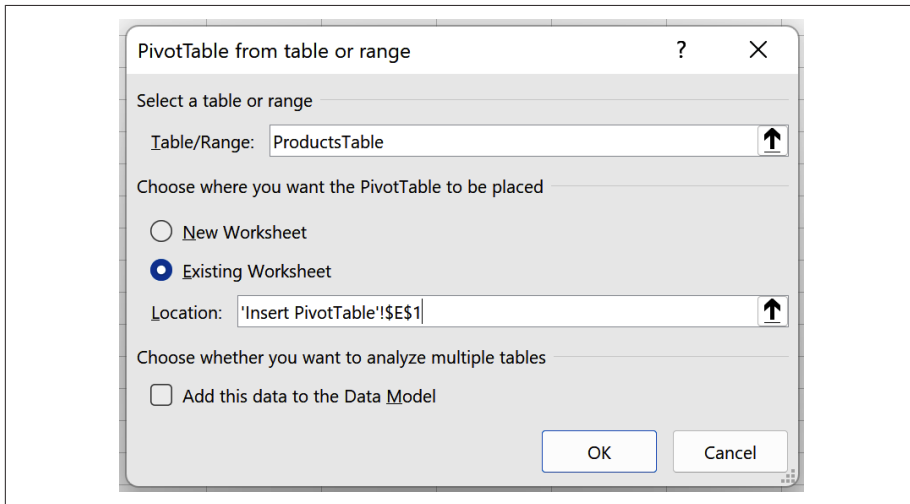 PivotTable from table or range ?
Select a table or range
Table/Range: ProductsTable
Choose where you want the PivotTable to be placed
New Worksheet
Existing Worksheet
Location: 'Insert PivotTable'!$E$1
Choose whether you want to analyze multiple tables
Add this data to the Data Model
OK Cancel